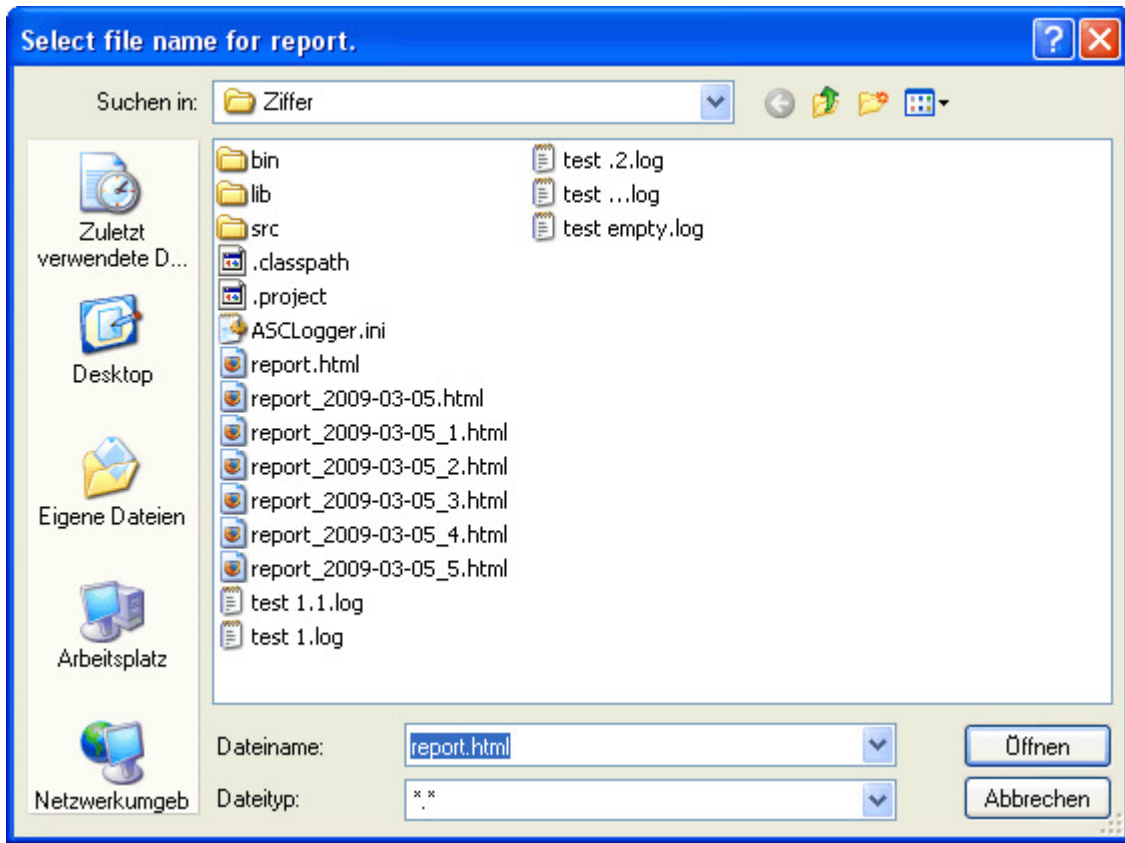 Select file name for report.
Suchen in:
Ziffer
Zuletzt
verwendete D...
Desktop
Eigene Dateien
Arbeitsplatz
Netzwerkumgeb
bin
lib
src
.classpath
.project
ASCLogger.ini
report.html
report_2009-03-05.html
report_2009-03-05_1.html
report_2009-03-05_2.html
report_2009-03-05_3.html
report_2009-03-05_4.html
report_2009-03-05_5.html
test 1.1.log
test 1.log
test .2.log
test ...log
test empty.log
Dateiname:
report.html
Öffnen
Dateityp:
*.*
Abbrechen